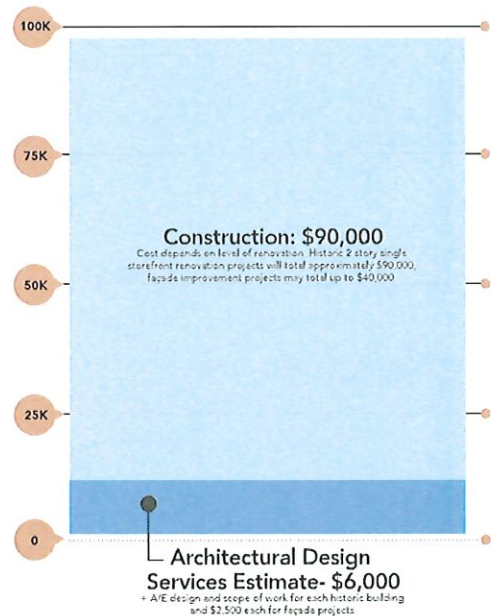 100K
75K
Construction: $90,000
Cost depends on level of renovation. Historic 2 story single
storefront renovation projects will total approximately $90,000,
façade improvement projects may total up to $40,000
50K
25K
0
Architectural Design
Services Estimate- $6,000
+ A/E design and scope of work for each historic building
and $2,500 each for façade projects